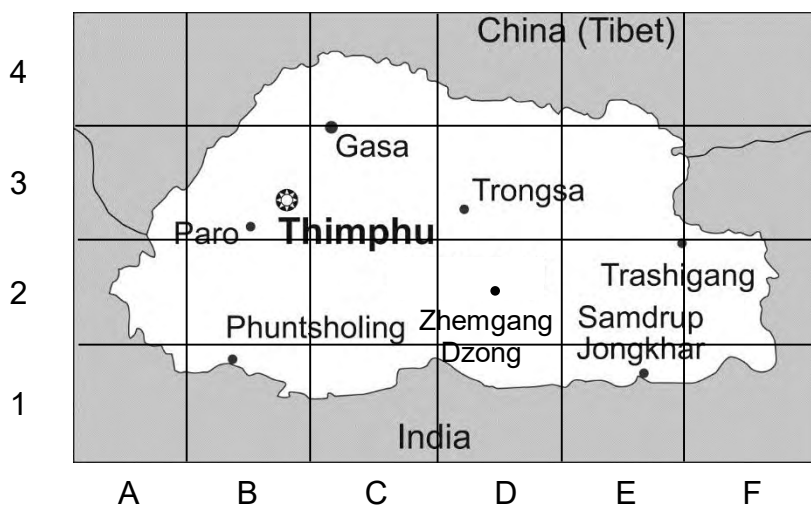 4
China (Tibet)
Gasa
3
Trongsa
Paro
Thimphu
Trashigang
2
Zhemgang
Dzong
Samdrup
Jongkhar
Phuntsholing
1
India
A B C D E F